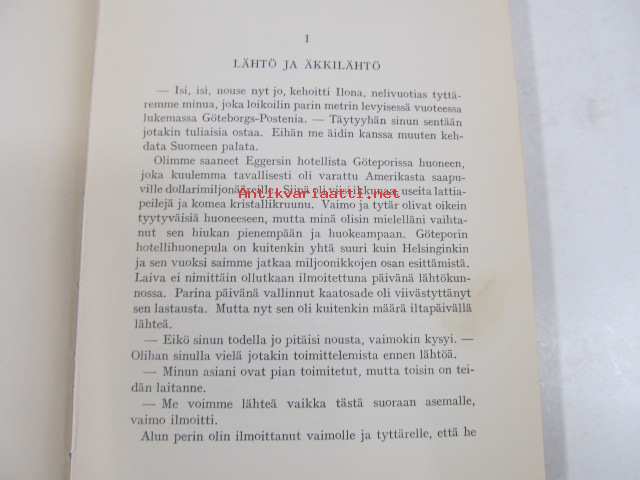 I
LÄHTÖ JA ÄKKILÄHTÖ
— Isi, isi, nouse nyt jo, kehoitti Ilona, nelivuotias tyttä-
remme minua, joka loikoilin parin metrin levyisessä vuoteessa
lukemassa Göteborgs-Postenia. — Täytyyhän sinun sentään
jotakin tuliaisia ostaa. Eihän me äidin kanssa muuten keh-
data Suomeen palata.
Olimme saaneet Eggersin hotellista Göteporissa huoneen,
joka kuulemma tavallisesti oli varattu Amerikasta saapu-
ville dollarimiljonääreille. Siinä oli viisi ikkunaa, useita lattia-
Antikvariaatti.net
peilejä ja komea kristallikruunu. Vaimo ja tytär olivat oikein
tyytyväisiä huoneeseen, mutta minä olisin mielelläni vaihta-
nut sen hiukan pienempään ja huokeampaan. Göteporin
hotellihuonepula on kuitenkin yhtä suuri kuin Helsinginkin
ja sen vuoksi saimme jatkaa miljoonikkojen osan esittämistä.
Laiva ei nimittäin ollutkaan ilmoitettuna päivänä lähtökun-
nossa. Parina päivänä vallinnut kaatosade oli viivästyttänyt
sen lastausta. Mutta nyt sen oli kuitenkin määrä iltapäivällä
lähteä.
— Eikö sinun todella jo pitäisi nousta, vaimokin kysyi. —
Olihan sinulla vielä jotakin toimittelemista ennen lähtöä.
— Minun asiani ovat pian toimitetut, mutta toisin on tei-
dän laitanne.
— Me voimme lähteä vaikka tästä suoraan asemalle,
vaimo ilmoitti.
Alun perin olin ilmoittanut vaimolle ja tyttärelle, että he